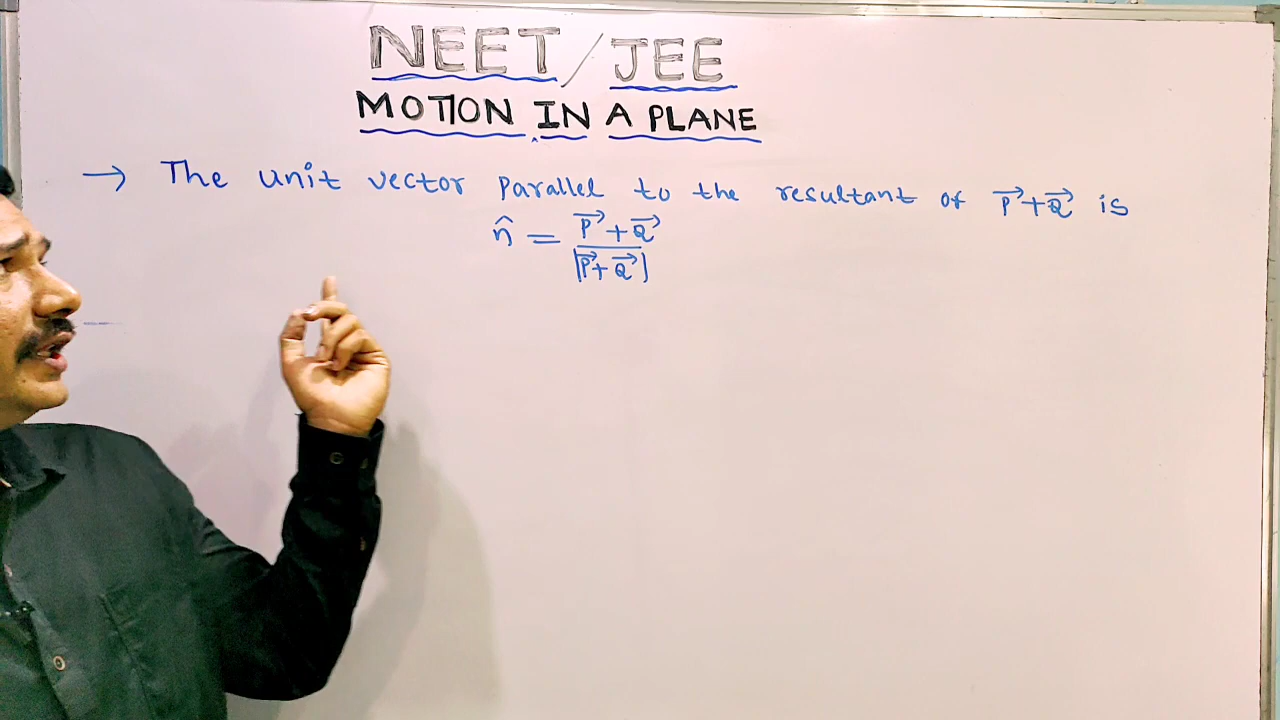 NEET/JEE
MOTION IN A PLANE
→ The unit vector parallel to the resultant of P⃗+Q⃗ is
n̂ = P⃗+Q⃗
|P⃗+Q⃗|